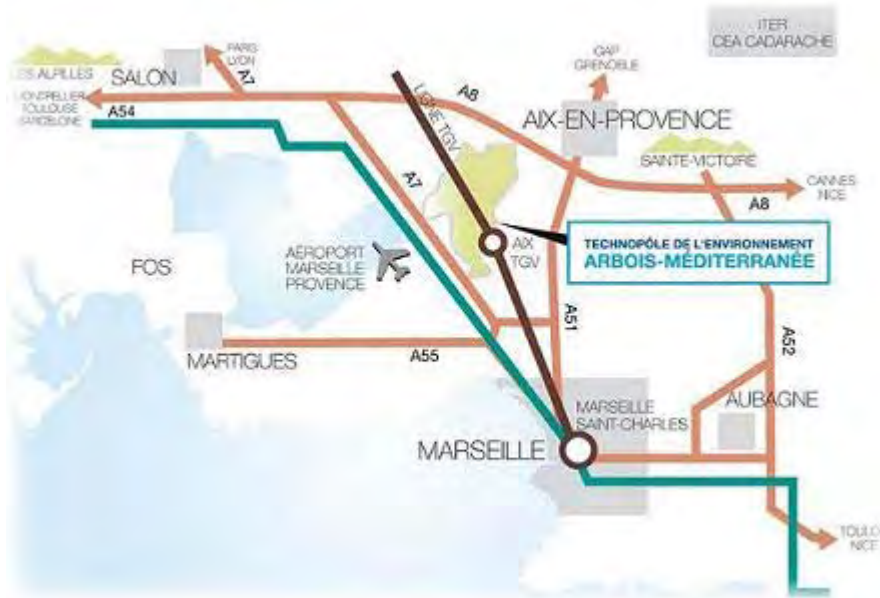 ITER
CEA CADARACHE
PARIS
LYON
GAP
GRENOBLE
LES ALPILLES
SALON
A7
A8
MONTPELLIER
TOULOUSE
BARCELONE
A54
LIGNE TGV
AIX-EN-PROVENCE
SAINTE-VICTOIRE
A7
CANNES
NICE
A8
AÉROPORT
MARSEILLE
PROVENCE
AIX
TGV
TECHNOPÔLE DE L'ENVIRONNEMENT
ARBOIS-MÉDITERRANÉE
FOS
A51
A52
MARTIGUES
A55
MARSEILLE
SAINT-CHARLES
AUBAGNE
MARSEILLE
TOULO
NICE